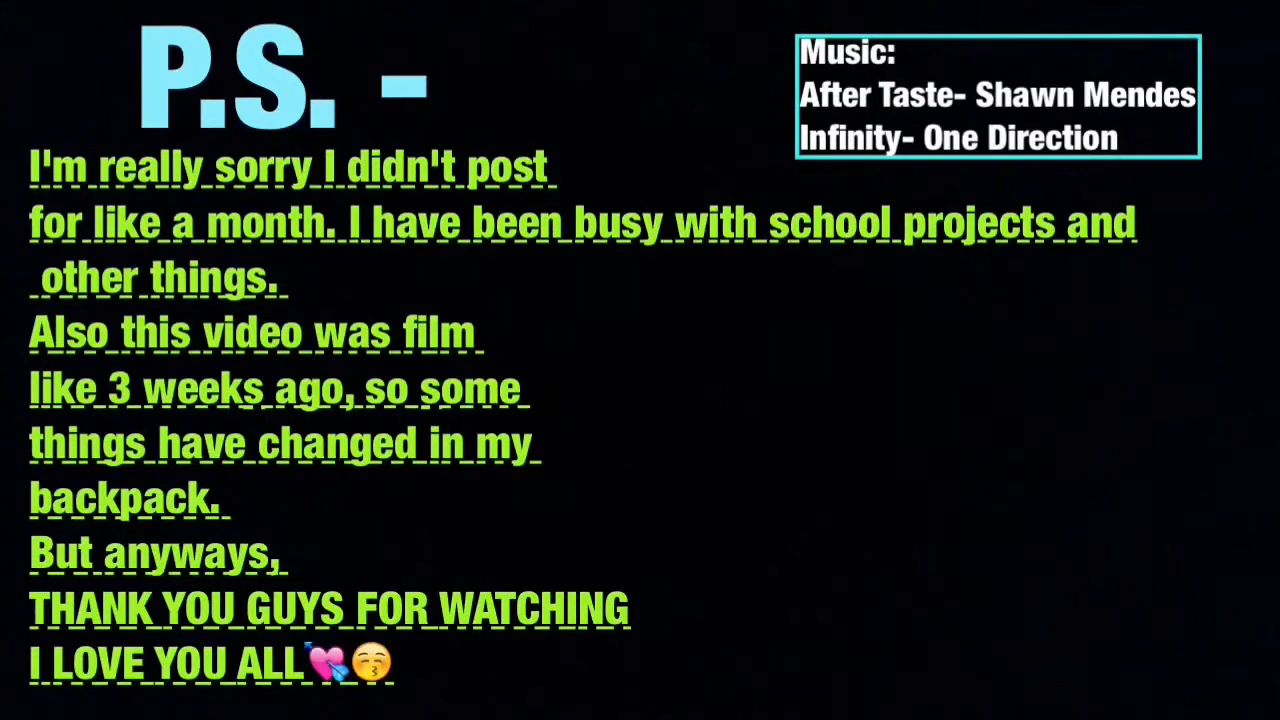 P.S. -
Music:
After Taste- Shawn Mendes
Infinity- One Direction
I'm really sorry I didn't post
for like a month. I have been busy with school projects and
other things.
Also this video was film
like 3 weeks ago, so some
things have changed in my
backpack.
But anyways,
THANK YOU GUYS FOR WATCHING
I LOVE YOU ALL💘😚